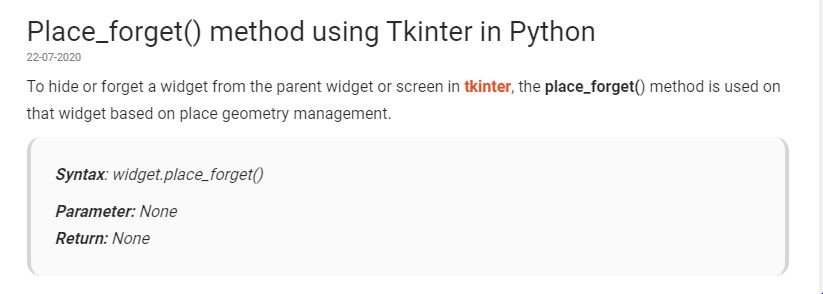 Place_forget() method using Tkinter in Python
22-07-2020
To hide or forget a widget from the parent widget or screen in tkinter, the place_forget() method is used on
that widget based on place geometry management.
Syntax: widget.place_forget()
Parameter: None
Return: None